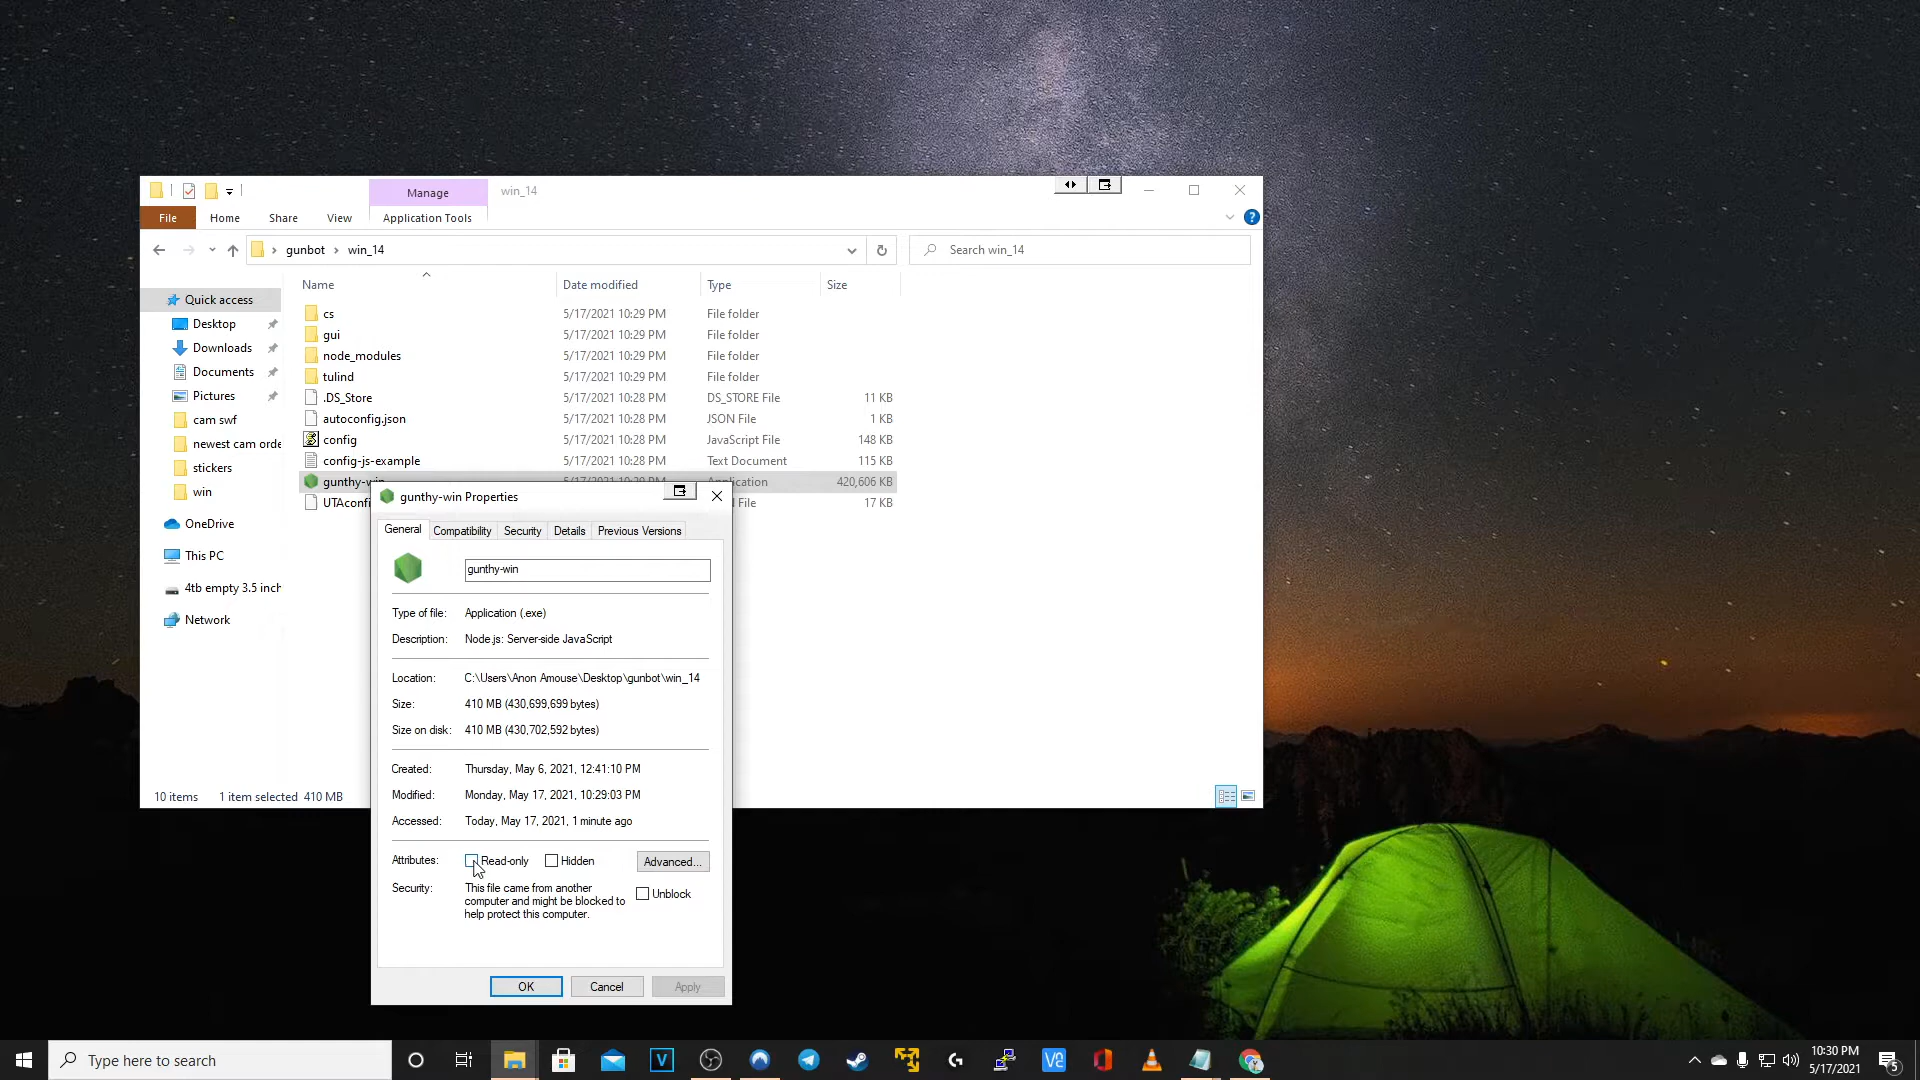 Manage
win_14
File
Home
Share
View
Application Tools
gunbot
win_14
Search win_14
Name
Date modified
Type
Size
Quick access
Desktop
Downloads
Documents
Pictures
cam swf
newest cam orde
stickers
win
OneDrive
This PC
4tb empty 3.5 inch
Network
cs 5/17/2021 10:29 PM File folder
gui 5/17/2021 10:29 PM File folder
node_modules 5/17/2021 10:29 PM File folder
tulind 5/17/2021 10:29 PM File folder
.DS_Store 5/17/2021 10:28 PM DS_STORE File 11 KB
autoconfig.json 5/17/2021 10:28 PM JSON File 1 KB
config 5/17/2021 10:28 PM JavaScript File 148 KB
config-js-example 5/17/2021 10:28 PM Text Document 115 KB
gunthy-win 5/17/2021 10:29 PM Application 420,606 KB
UTAconfi File 17 KB
10 items 1 item selected 410 MB
gunthy-win Properties
General Compatibility Security Details Previous Versions
gunthy-win
Type of file: Application (.exe)
Description: Node.js: Server-side JavaScript
Location: C:\Users\Anon Amouse\Desktop\gunbot\win_14
Size: 410 MB (430,699,699 bytes)
Size on disk: 410 MB (430,702,592 bytes)
Created: Thursday, May 6, 2021, 12:41:10 PM
Modified: Monday, May 17, 2021, 10:29:03 PM
Accessed: Today, May 17, 2021, 1 minute ago
Attributes: Read-only Hidden Advanced...
Security: This file came from another
computer and might be blocked to
help protect this computer.
Unblock
OK Cancel Apply
Type here to search
10:30 PM
5/17/2021
5